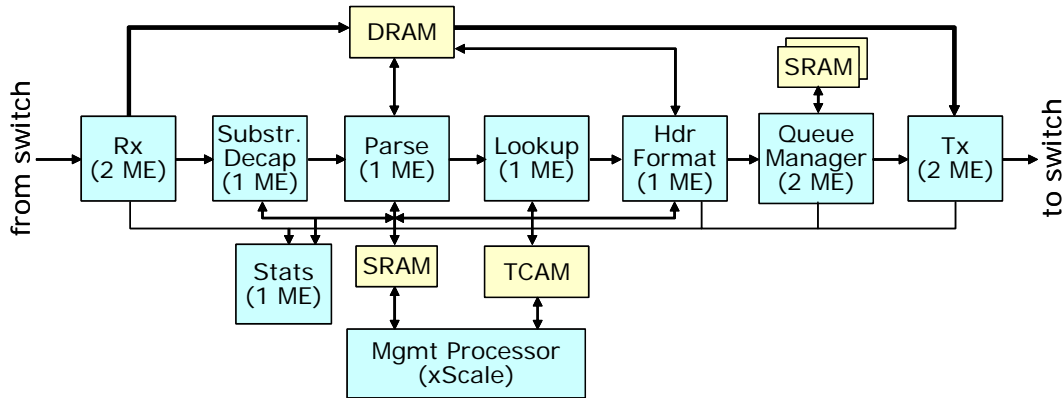 DRAM
SRAM
from switch
Rx
(2 ME)
Substr.
Decap
(1 ME)
Parse
(1 ME)
Lookup
(1 ME)
Hdr
Format
(1 ME)
Queue
Manager
(2 ME)
Tx
(2 ME)
to switch
Stats
(1 ME)
SRAM
TCAM
Mgmt Processor
(xScale)